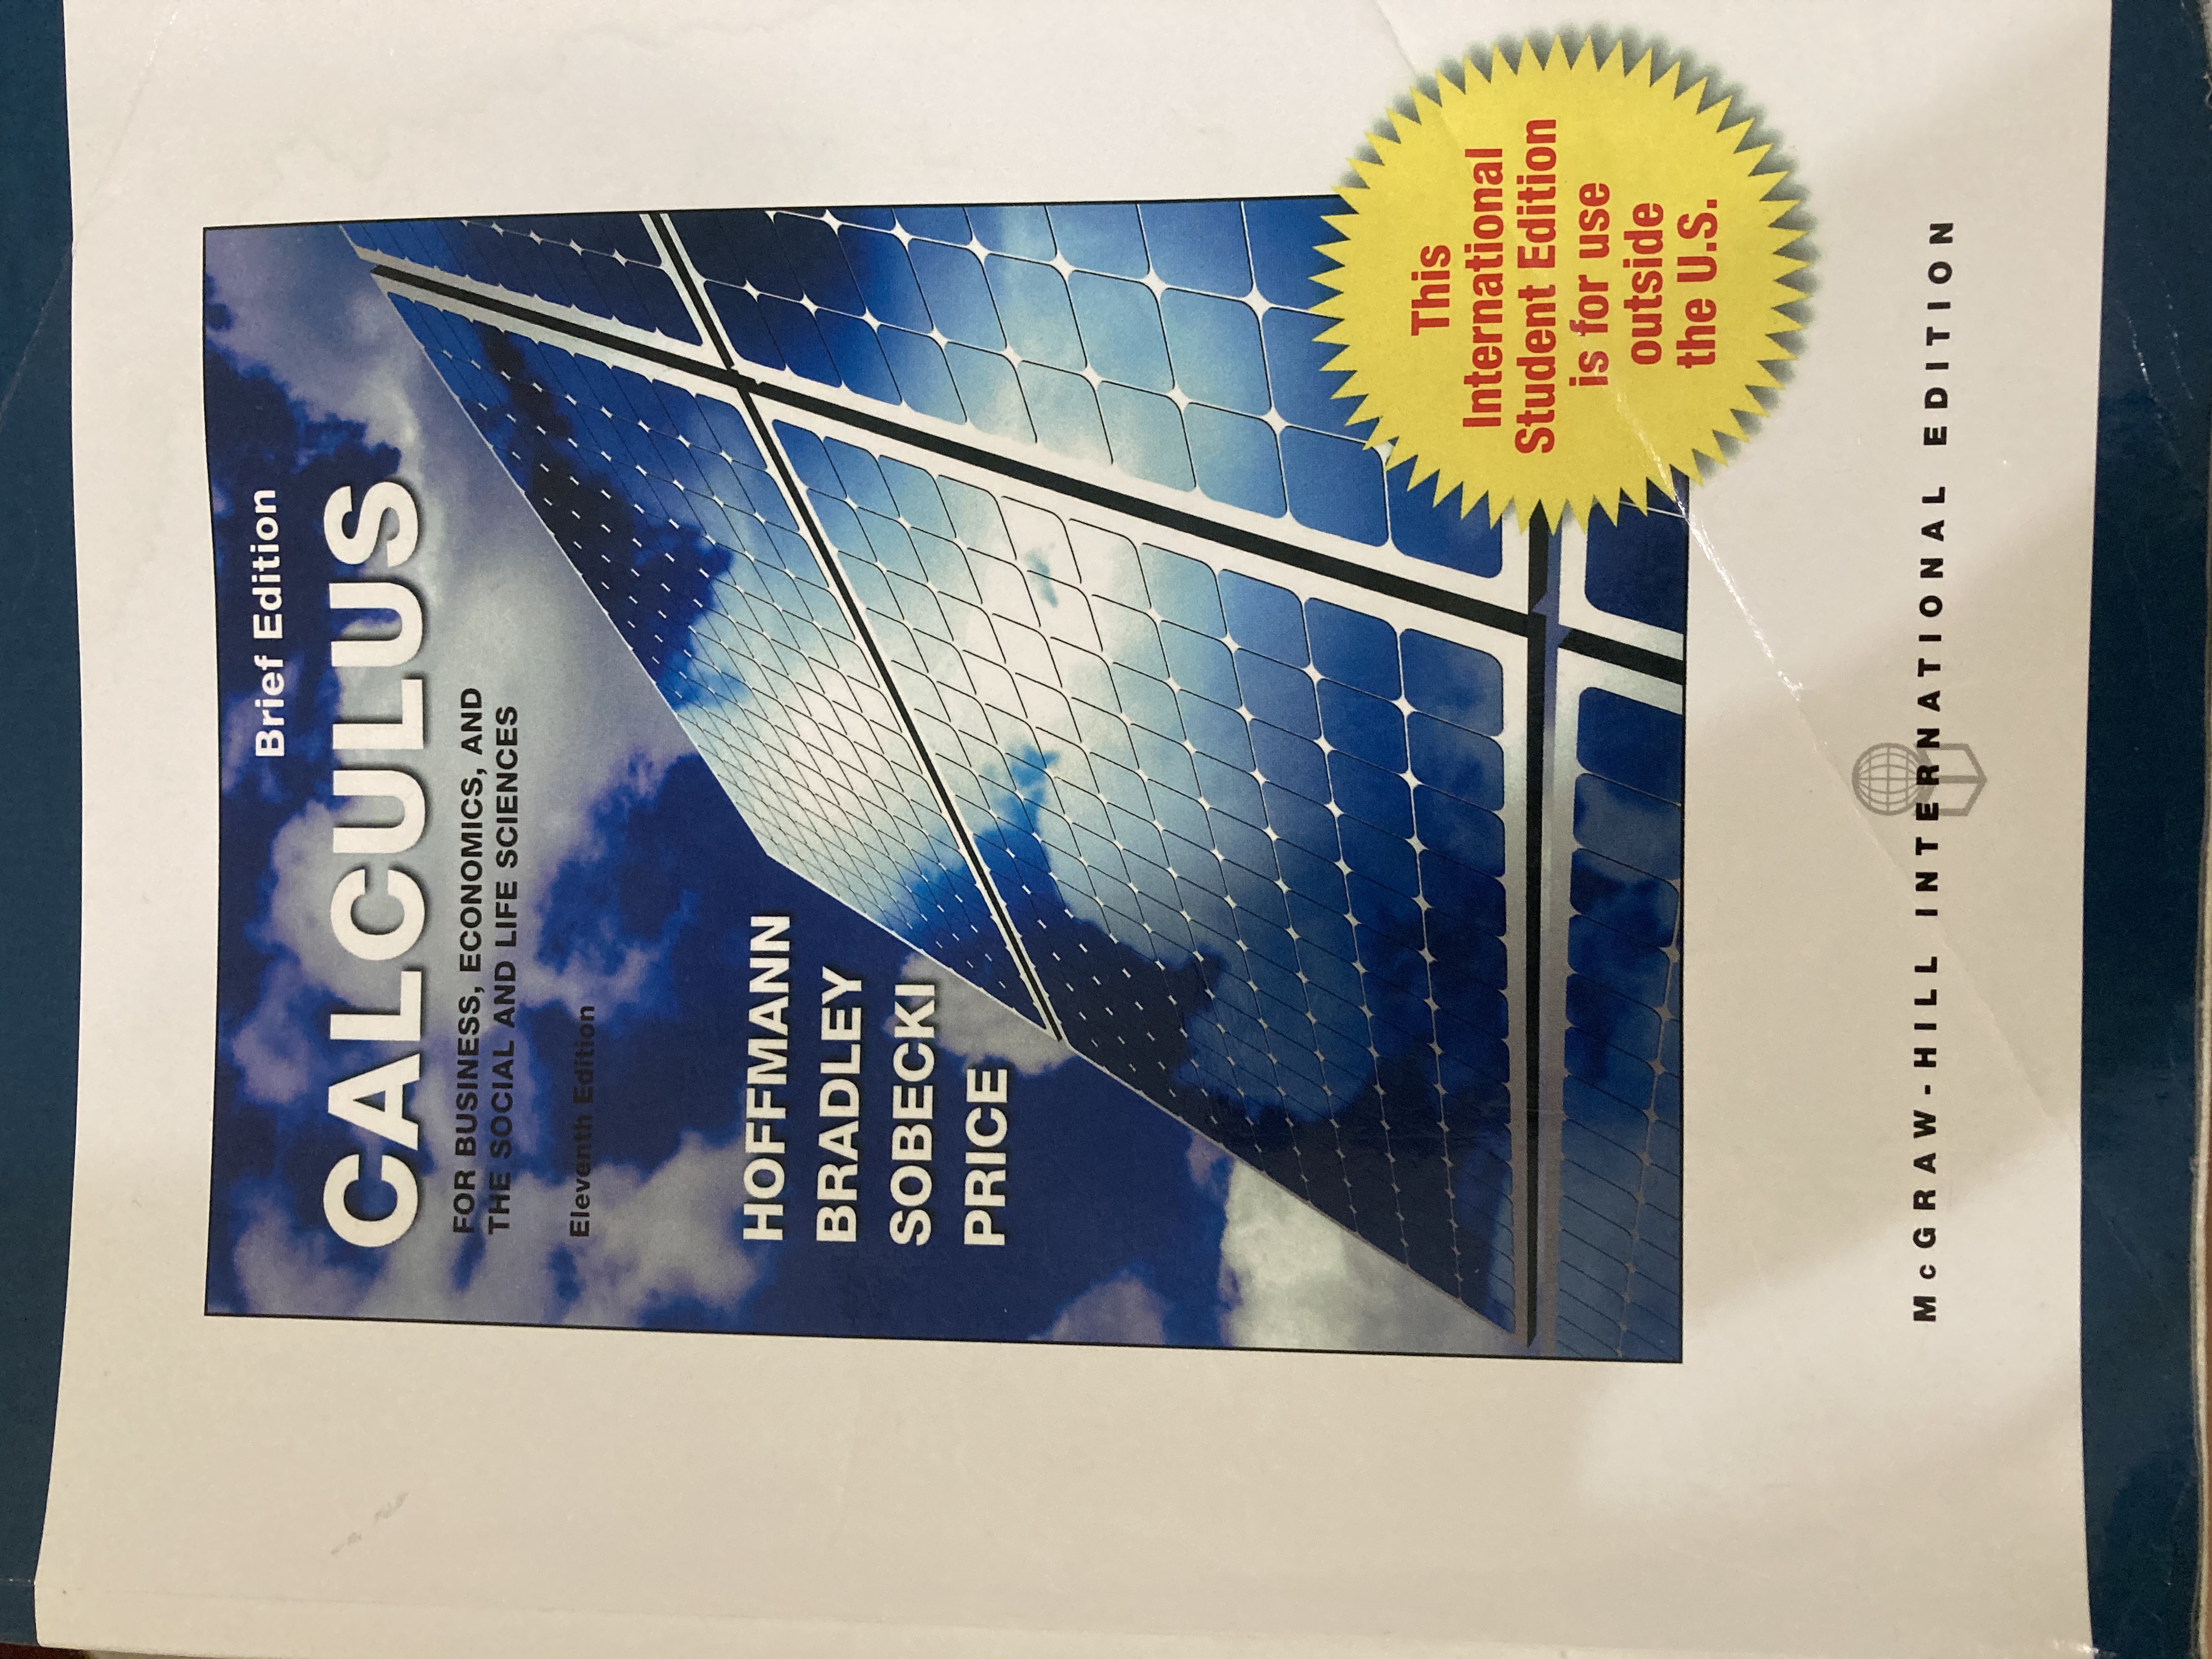 Brief Edition
CALCULUS
FOR BUSINESS, ECONOMICS, AND
THE SOCIAL AND LIFE SCIENCES
Eleventh Edition
HOFFMANN
BRADLEY
SOBECKI
PRICE
This
International
Student Edition
is for use
outside
the U.S.
McGRAW-HILL INTERNATIONAL EDITION